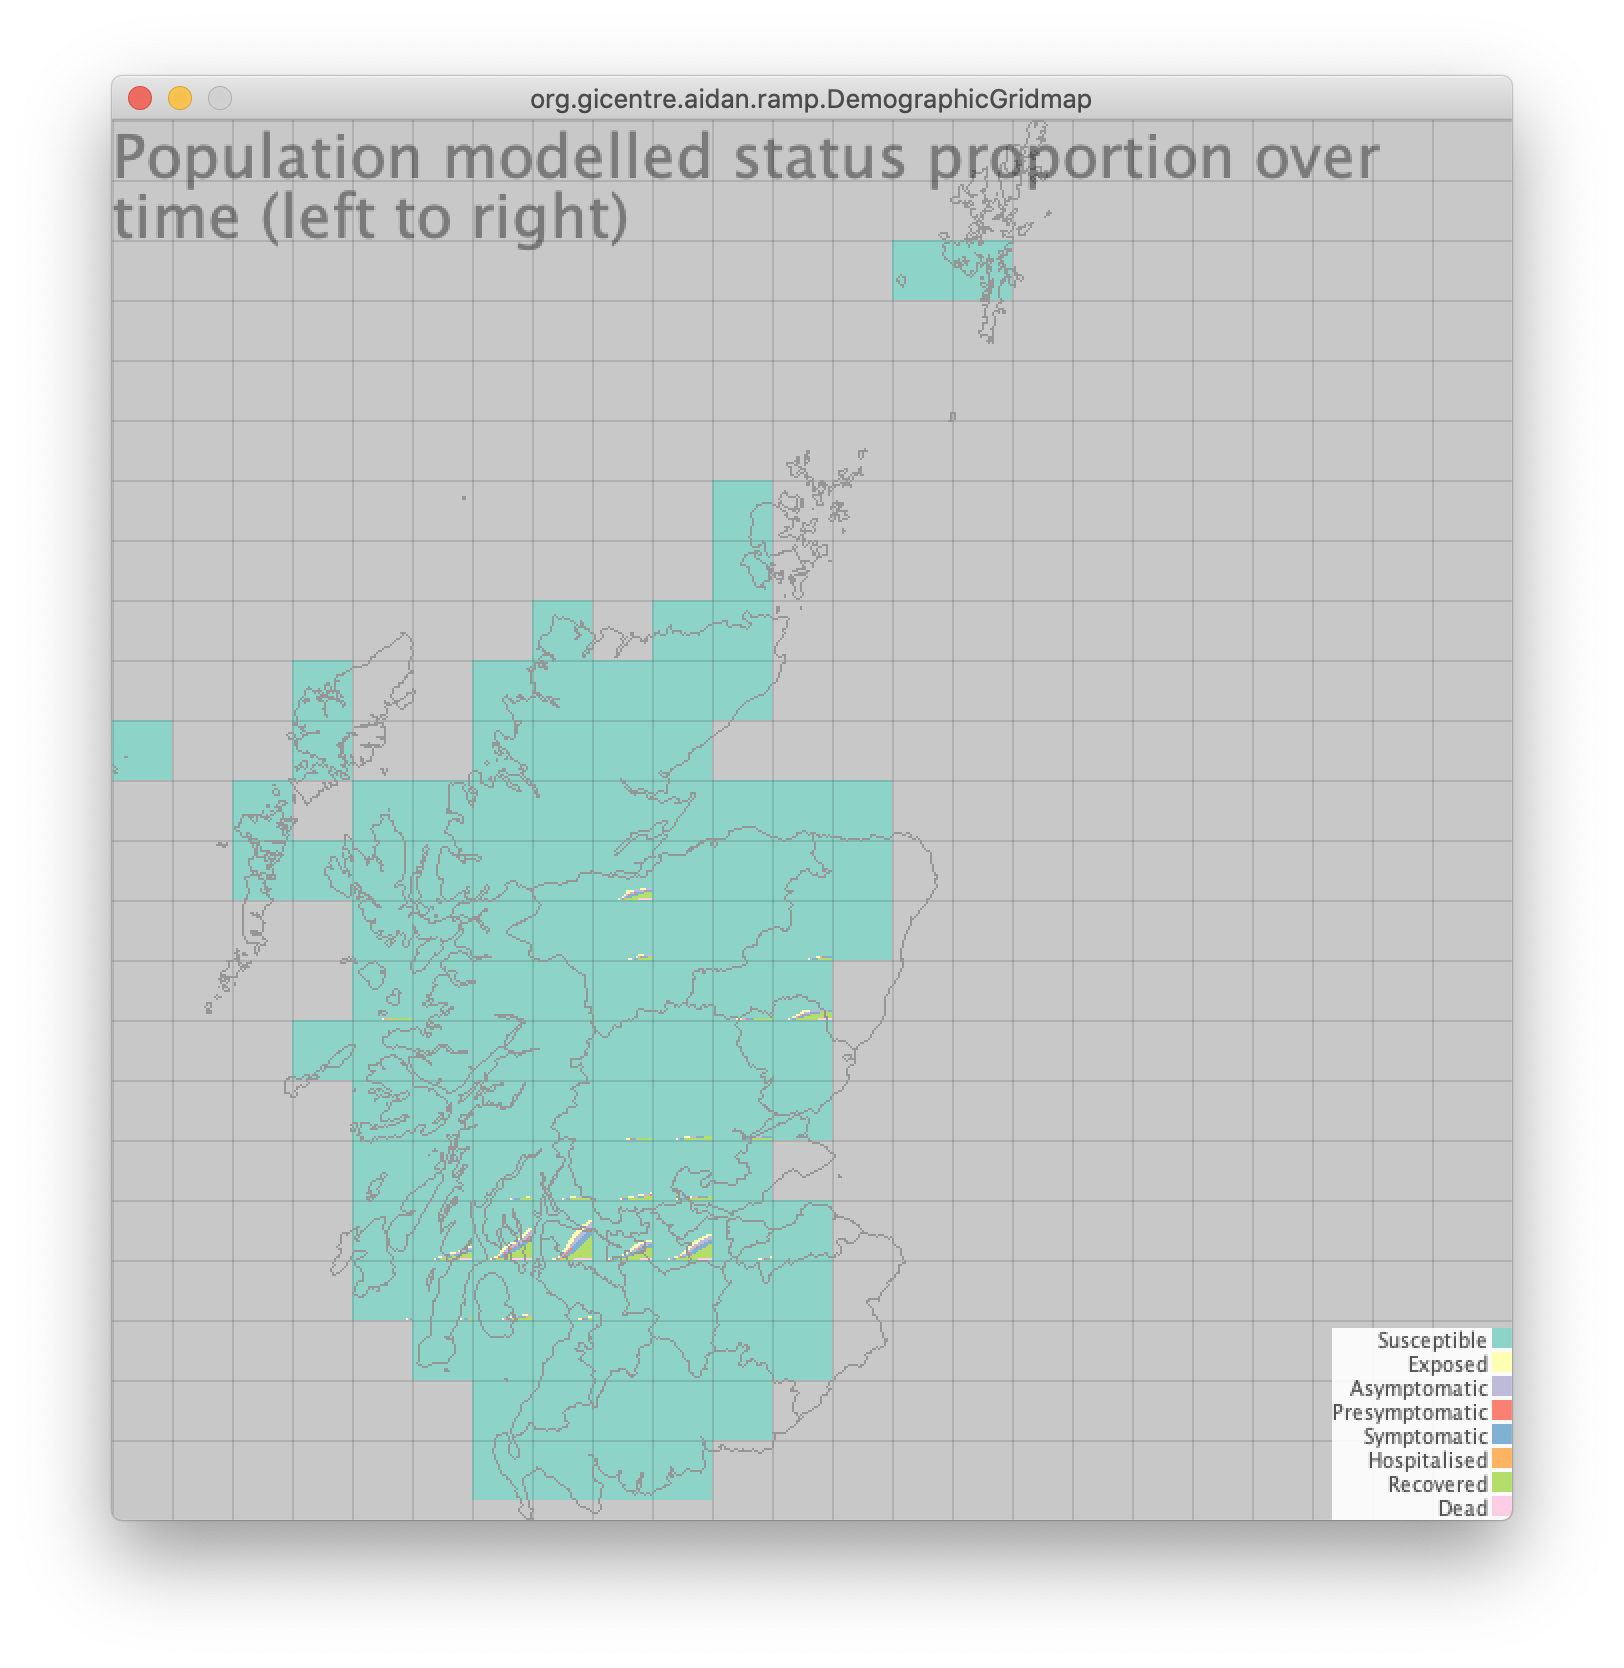 org.gicentre.aidan.ramp.DemographicGridmap
Population modelled status proportion over
time (left to right)
Susceptible
Exposed
Asymptomatic
Presymptomatic
Symptomatic
Hospitalised
Recovered
Dead